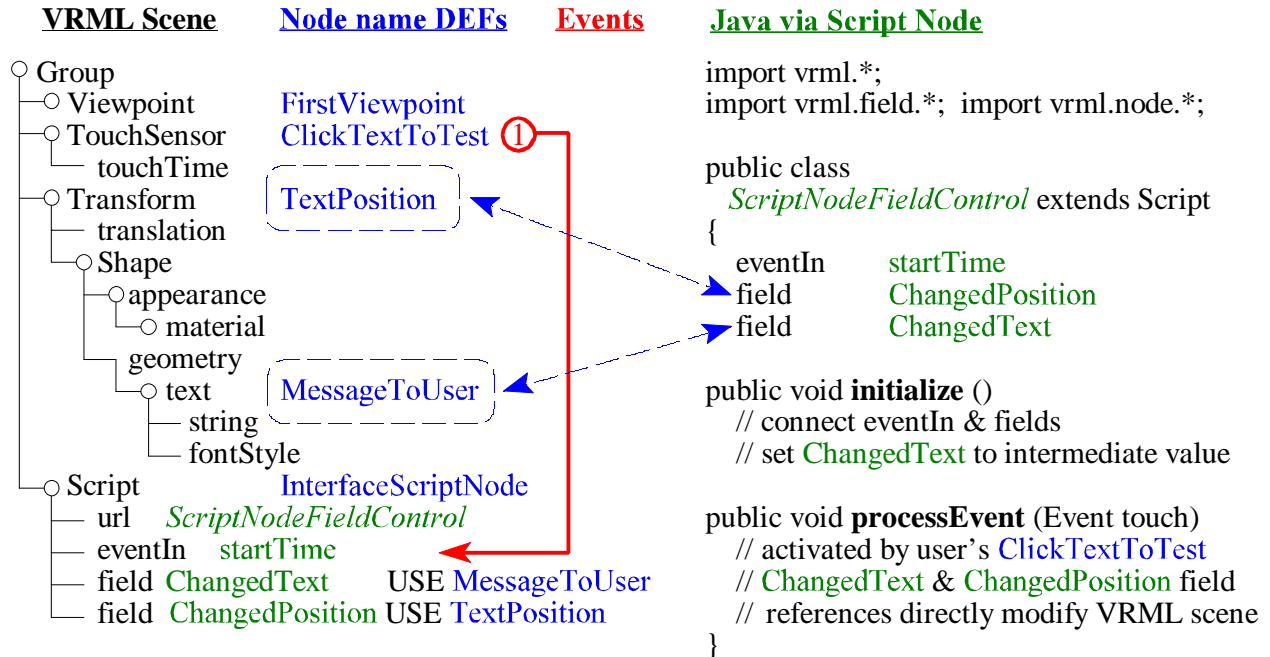 VRML Scene Node name DEFs Events Java via Script Node
Group
Viewpoint FirstViewpoint
TouchSensor ClickTextToTest 1
touchTime
Transform TextPosition
translation
Shape
appearance
material
geometry
text MessageToUser
string
fontStyle
Script InterfaceScriptNode
url ScriptNodeFieldControl
eventIn startTime
field ChangedText USE MessageToUser
field ChangedPosition USE TextPosition
import vrml.*;
import vrml.field.*; import vrml.node.*;
public class
ScriptNodeFieldControl extends Script
{
eventIn startTime
field ChangedPosition
field ChangedText
public void initialize ()
// connect eventIn & fields
// set ChangedText to intermediate value
public void processEvent (Event touch)
// activated by user's ClickTextToTest
// ChangedText & ChangedPosition field
// references directly modify VRML scene
}